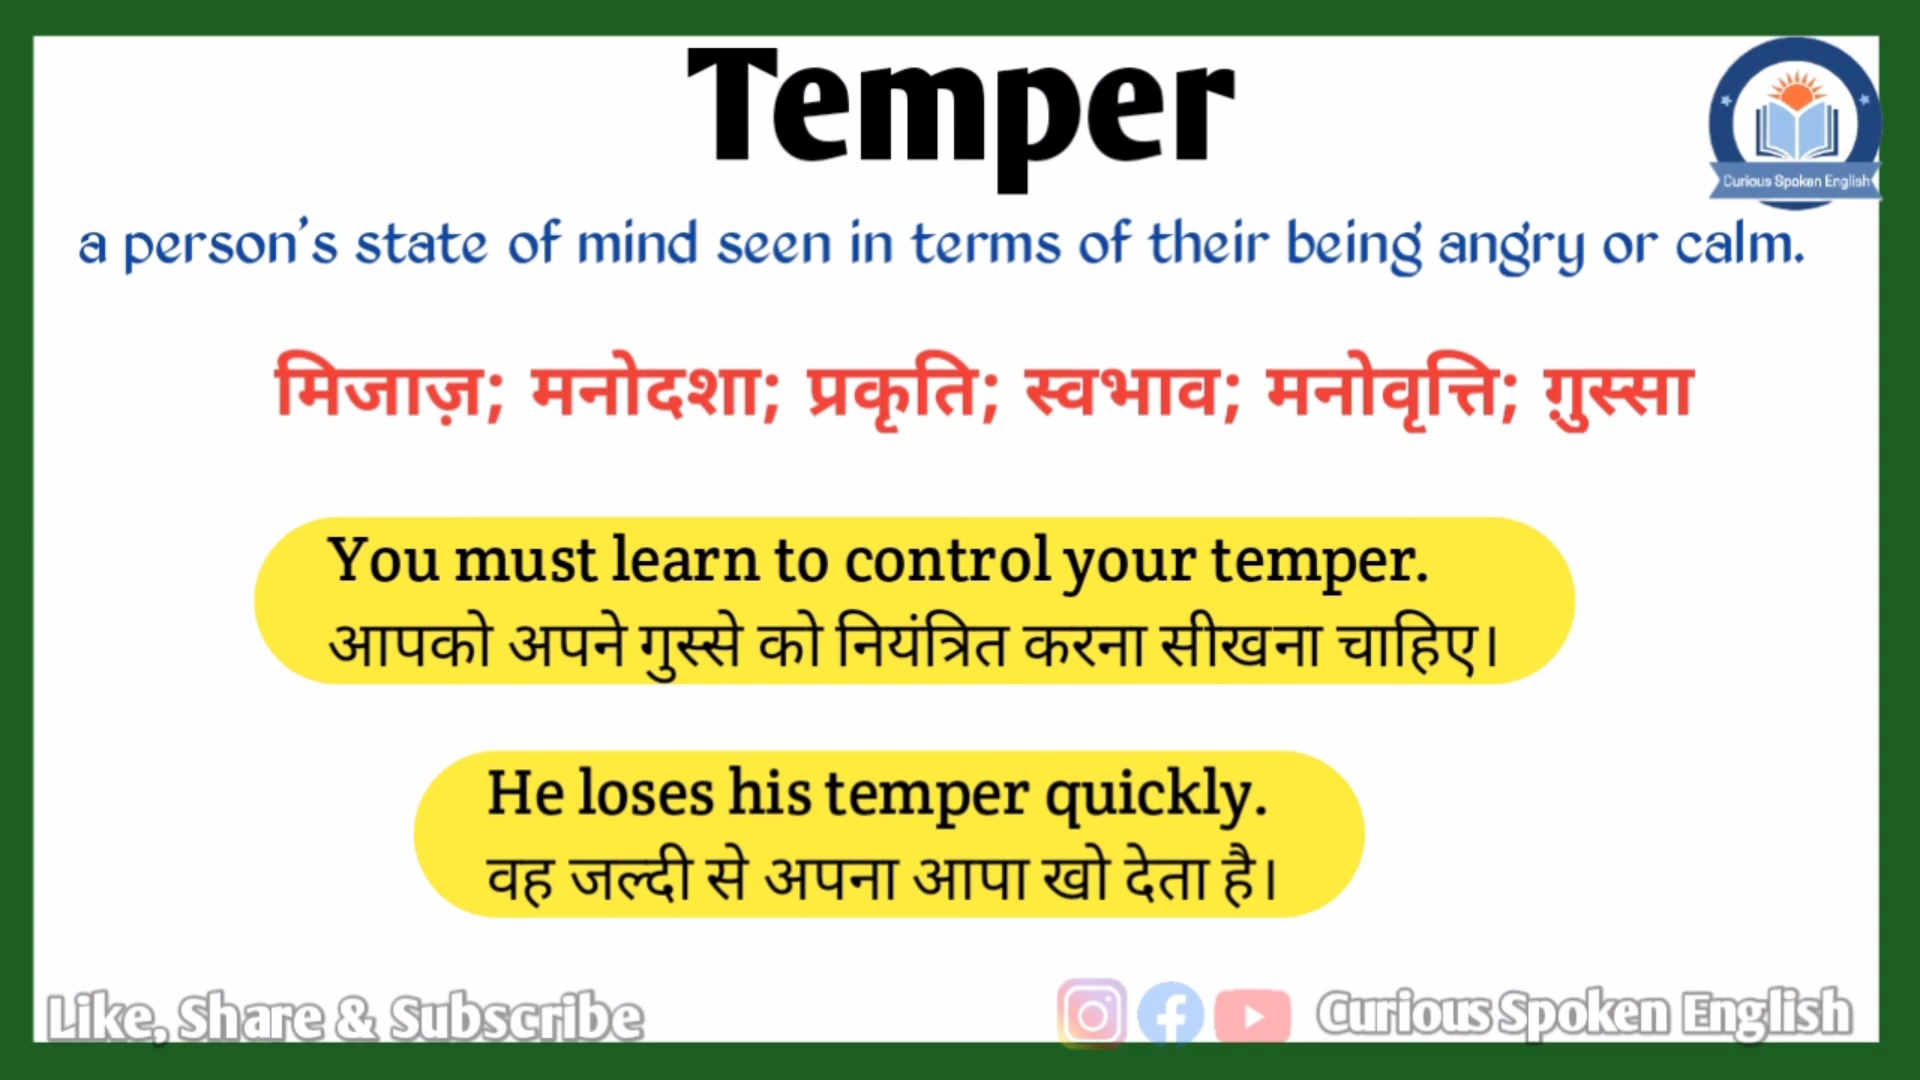 Temper
Curious Spoken English
a person's state of mind seen in terms of their being angry or calm.
मिजाज़; मनोदशा; प्रकृति; स्वभाव; मनोवृत्ति; ग़ुस्सा
You must learn to control your temper.
आपको अपने गुस्से को नियंत्रित करना सीखना चाहिए।
He loses his temper quickly.
वह जल्दी से अपना आपा खो देता है।
Like, Share & Subscribe
Curious Spoken English